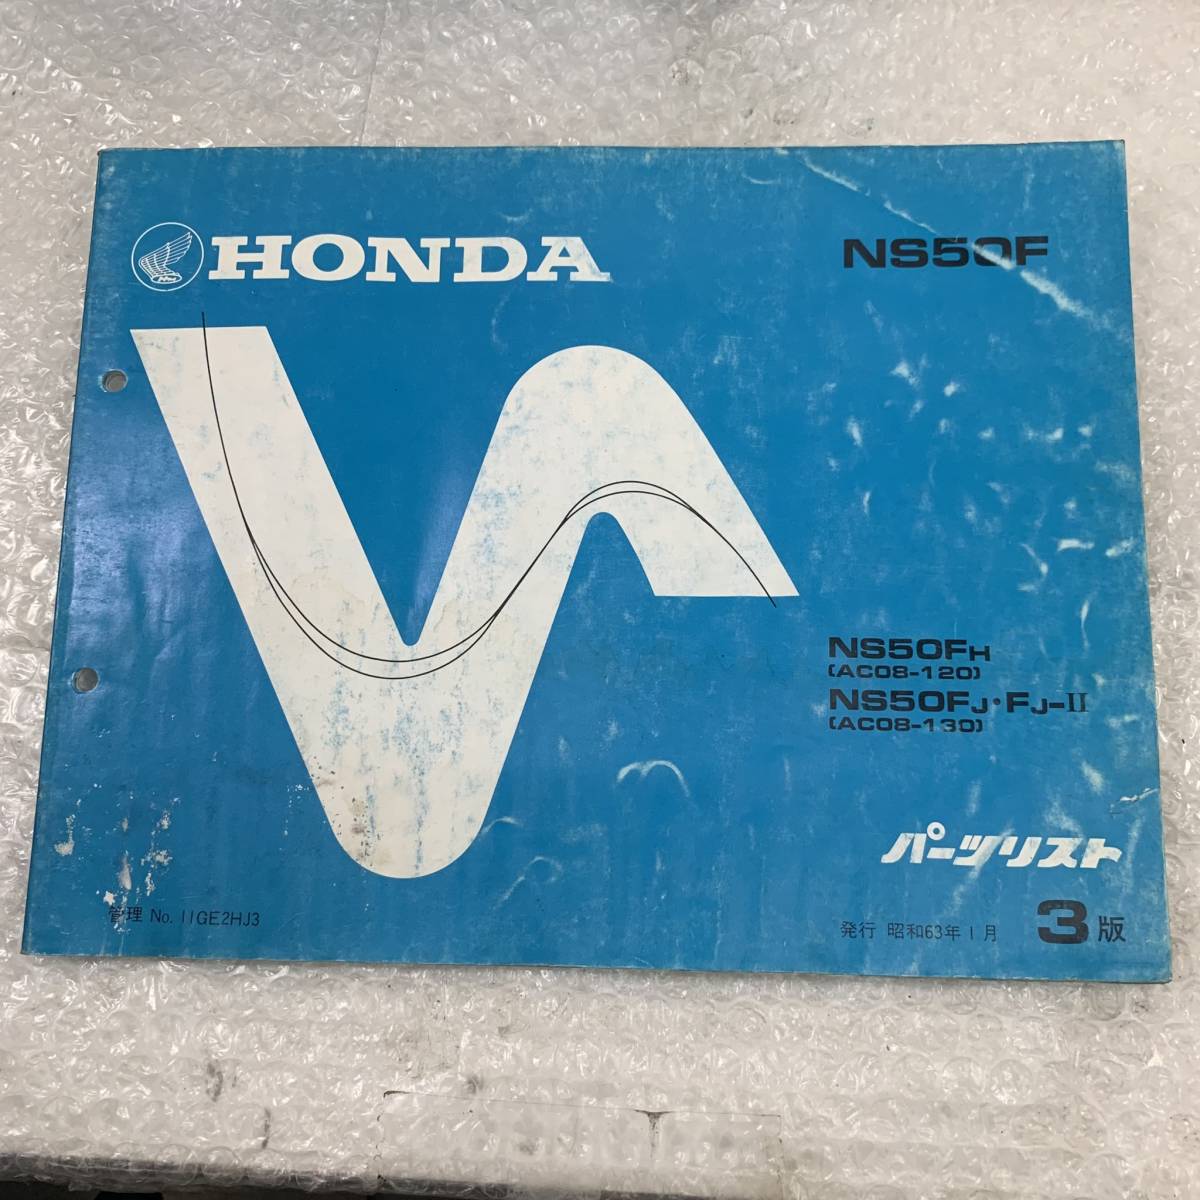 HONDA
NS50F
NS50FH
(AC08-120)
NS50FJ・FJ-II
(AC08-130)
パーツリスト
管理 No. 11GE2HJ3
発行 昭和63年1月 3版